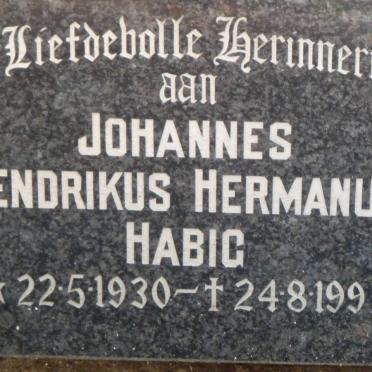 Liefdevolle Herinneri
aan
JOHANNES
ENDRIKUS HERMANU
HABIG
* 22·5·1930 – † 24·8·199